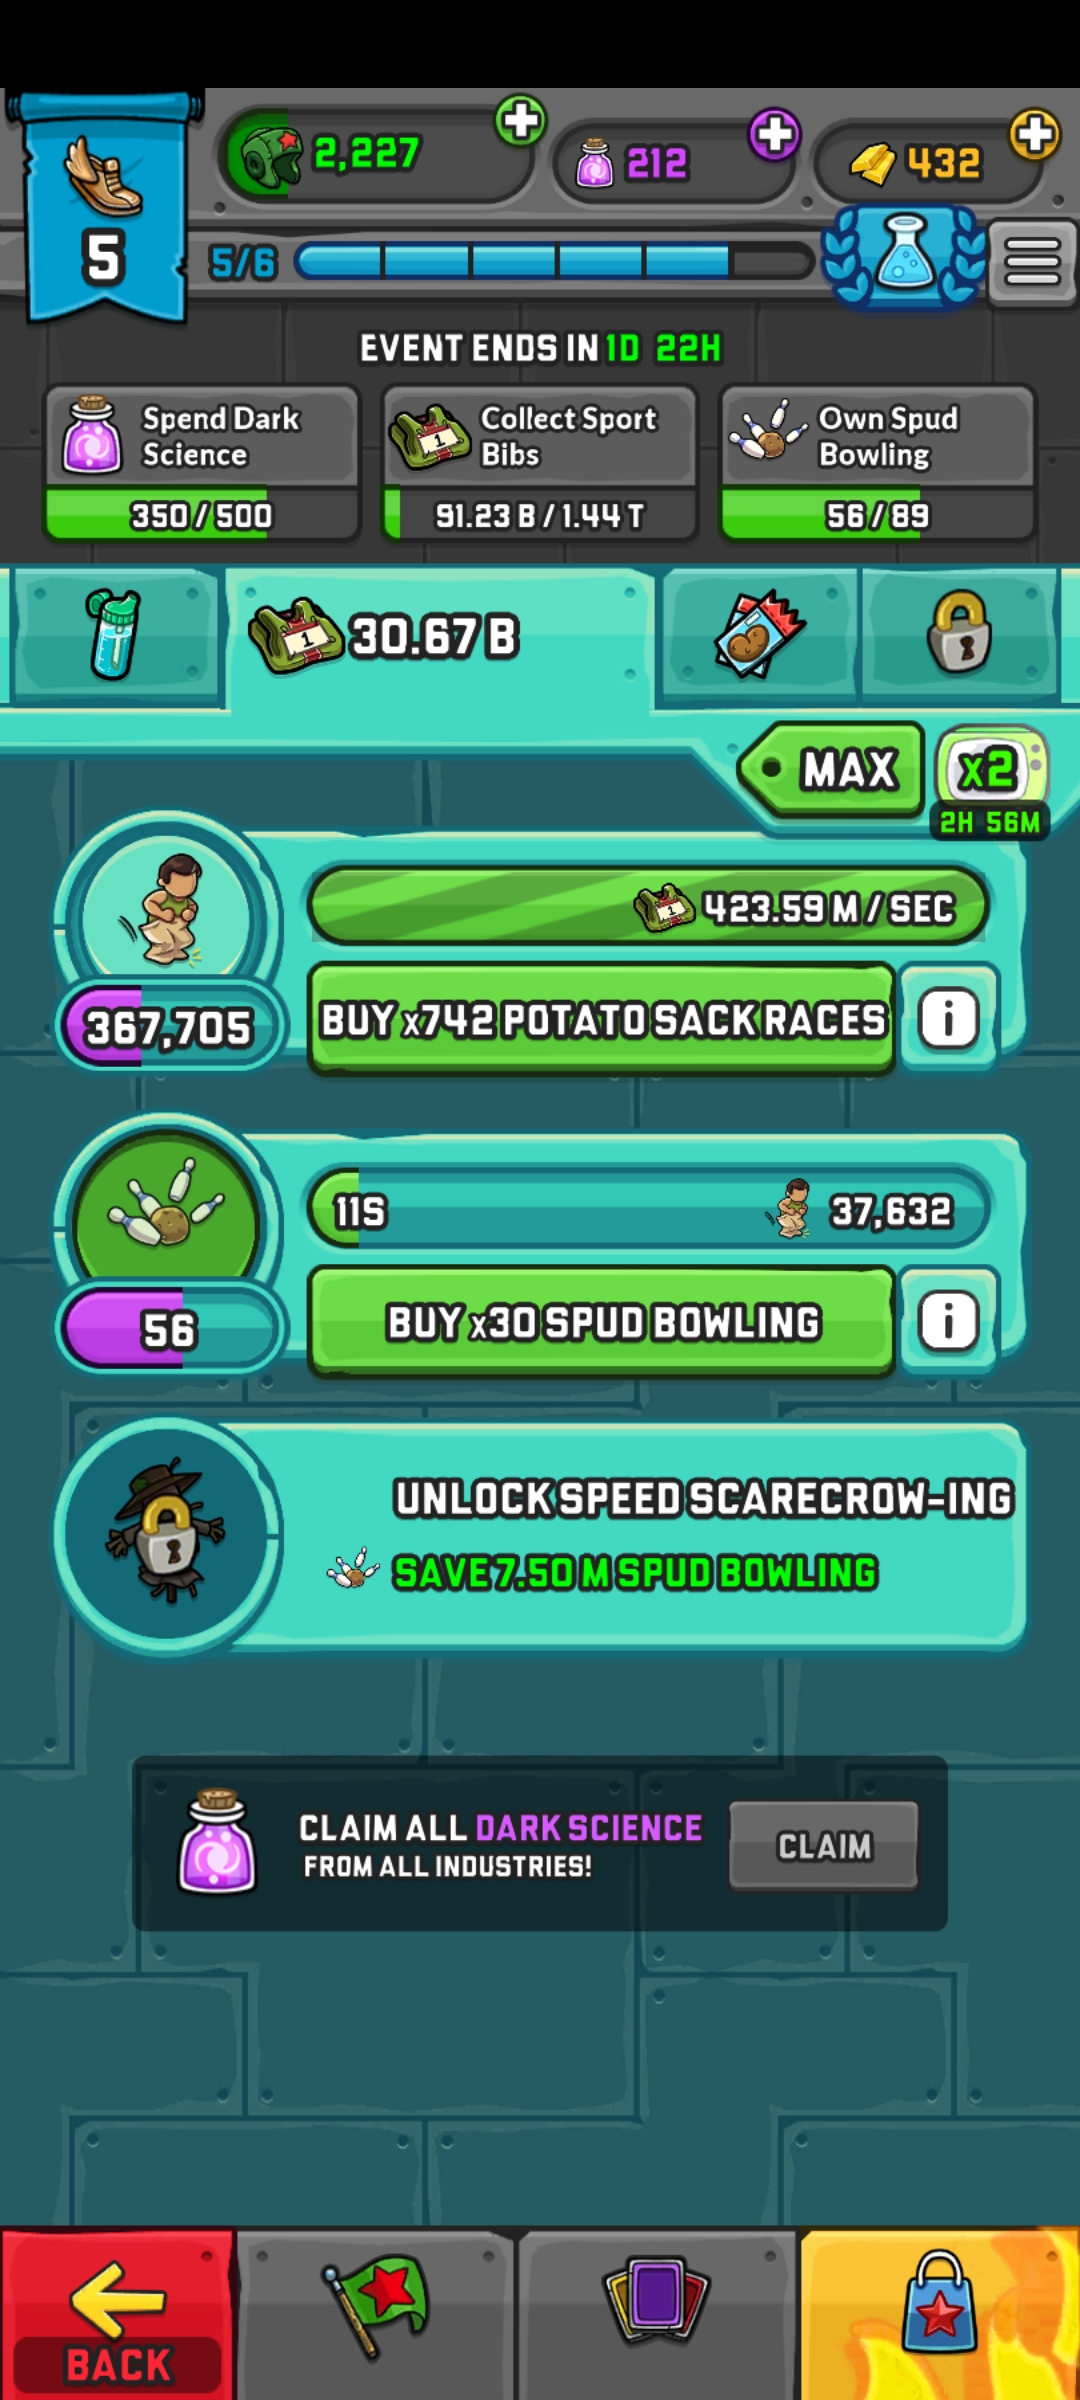 2,227
212
432
5
5/6
EVENT ENDS IN 1D 22H
Spend Dark
Science
350/500
Collect Sport
Bibs
91.23 B/1.44 T
Own Spud
Bowling
56/89
1
30.67 B
MAX
x2
2H 56M
1
423.59 M / SEC
367,705
BUY x742 POTATO SACK RACES
i
11S
37,632
56
BUY x30 SPUD BOWLING
i
UNLOCK SPEED SCARECROW-ING
SAVE 7.50 M SPUD BOWLING
CLAIM ALL DARK SCIENCE
FROM ALL INDUSTRIES!
CLAIM
BACK